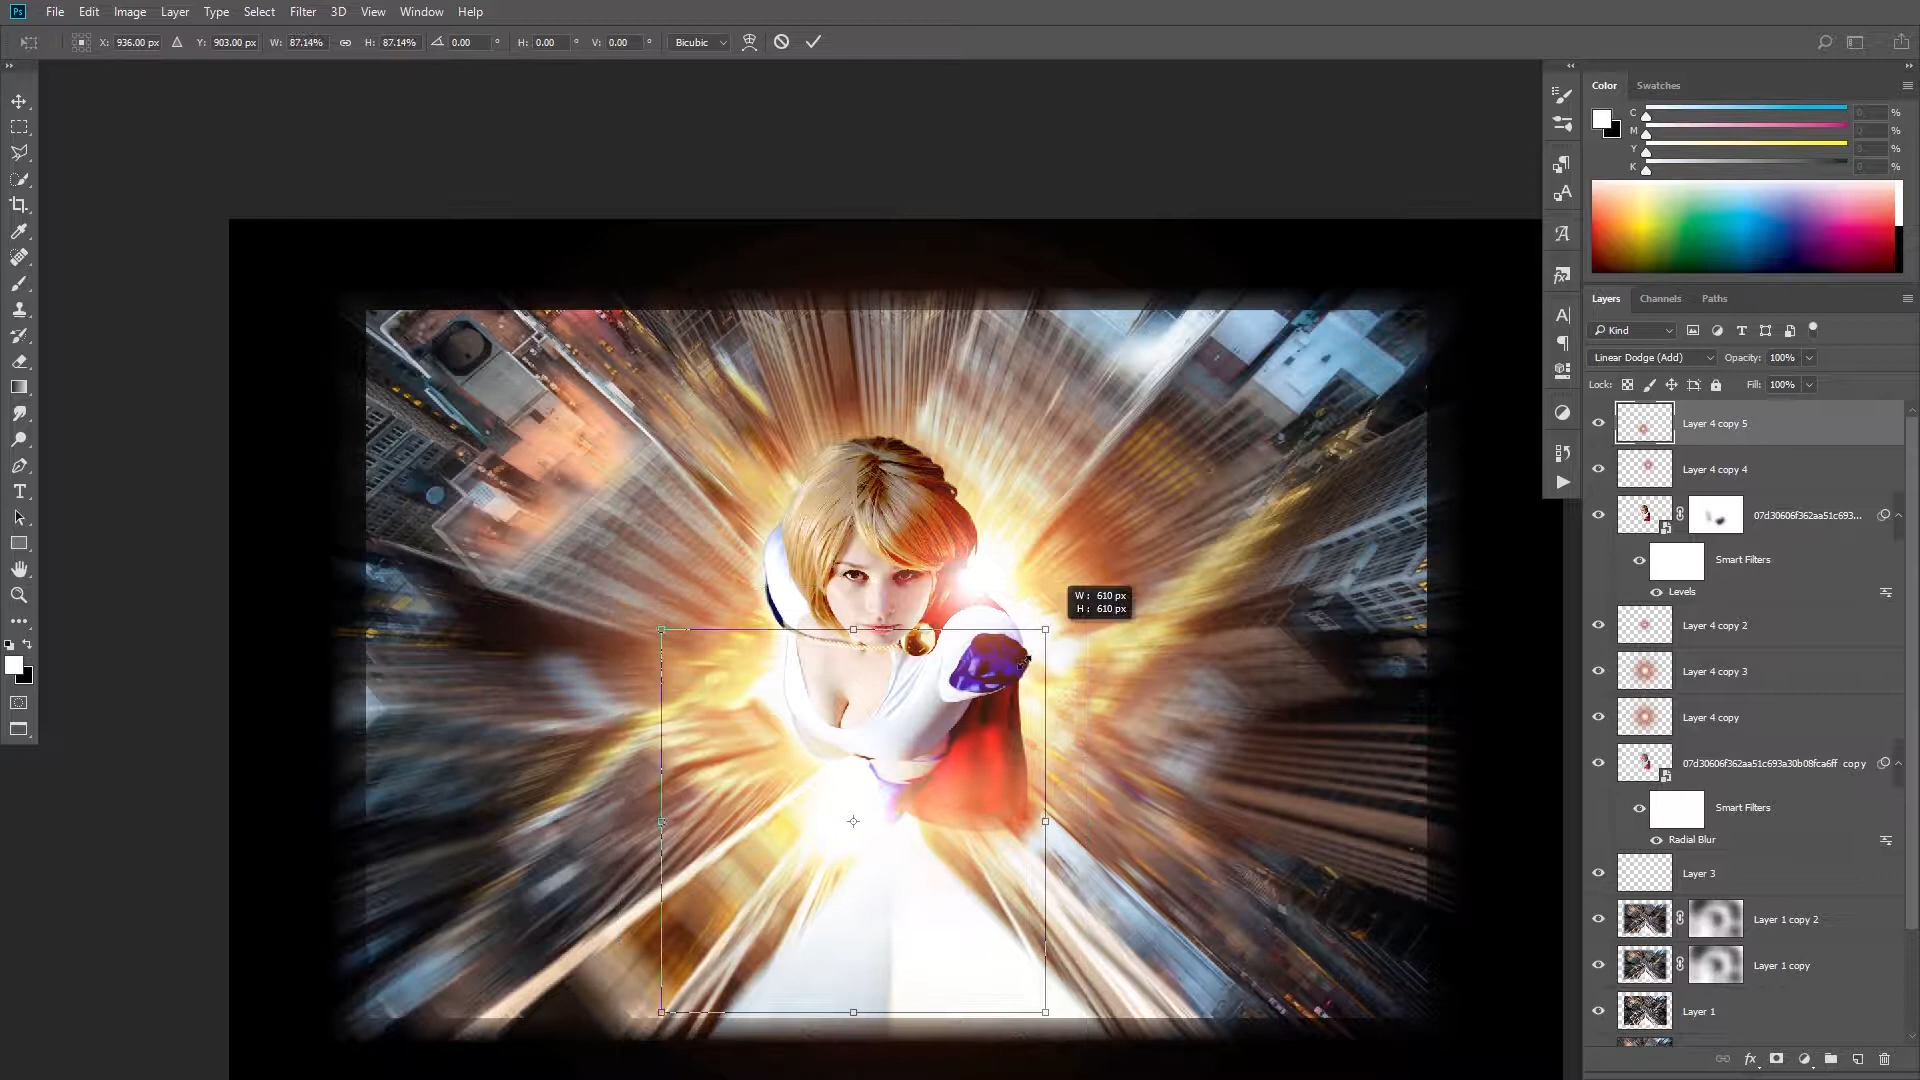 Ps File Edit Image Layer Type Select Filter 3D View Window Help
X: 936.00 px Y: 903.00 px W: 87.14% H: 87.14% 0.00 ° H: 0.00 ° V: 0.00 ° Bicubic
Color Swatches
C %
M %
Y %
K %
Layers Channels Paths
Kind
Linear Dodge (Add) Opacity: 100%
Lock: Fill: 100%
Layer 4 copy 5
Layer 4 copy 4
07d30606f362aa51c693...
Smart Filters
Levels
W: 610 px
H: 610 px
Layer 4 copy 2
Layer 4 copy 3
Layer 4 copy
07d30606f362aa51c693a30b08fca6ff copy
Smart Filters
Radial Blur
Layer 3
Layer 1 copy 2
Layer 1 copy
Layer 1
fx